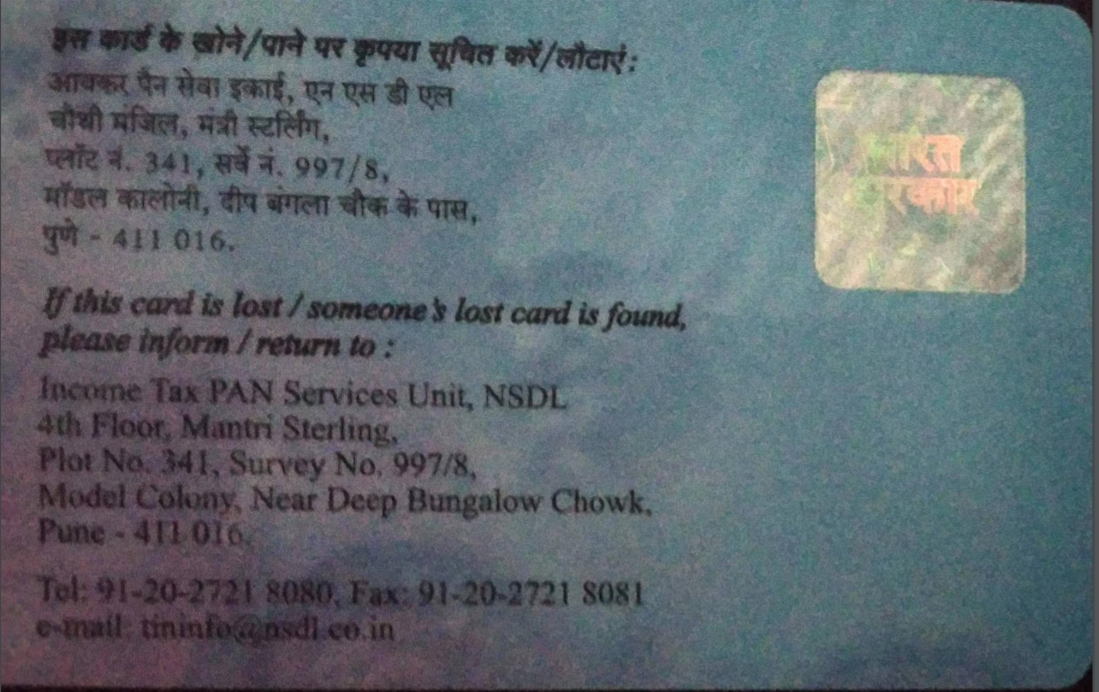 इस कार्ड के खोने/पाने पर कृपया सूचित करें/लौटाएं:
आयकर पैन सेवा इकाई, एन एस डी एल
चौथी मंजिल, मंत्री स्टर्लिंग,
प्लॉट नं. 341, सर्वे नं. 997/8,
मॉडल कालोनी, दीप बंगला चौक के पास,
पुणे - 411 016.
भारत
सरकार
If this card is lost / someone's lost card is found,
please inform / return to :
Income Tax PAN Services Unit, NSDL
4th Floor, Mantri Sterling,
Plot No. 341, Survey No. 997/8,
Model Colony, Near Deep Bungalow Chowk,
Pune - 411 016.
Tel: 91-20-2721 8080, Fax: 91-20-2721 8081
e-mail: tininfo@nsdl.co.in